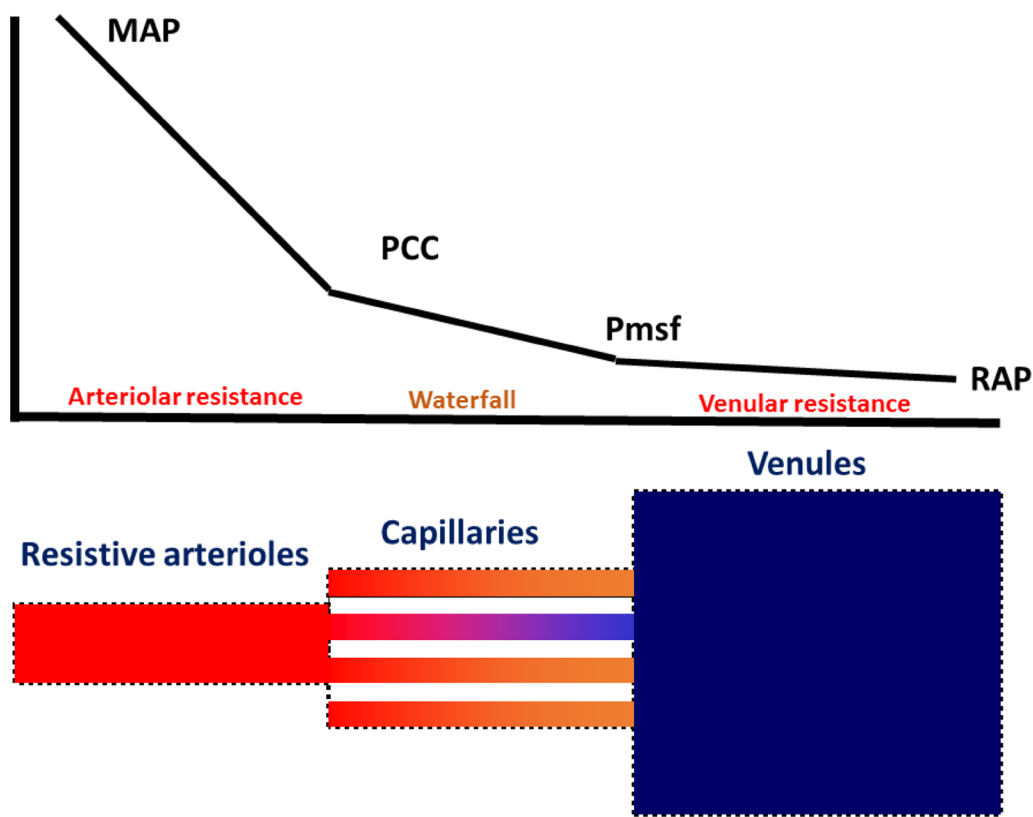 MAP
PCC
Pmsf
RAP
Arteriolar resistance
Waterfall
Venular resistance
Venules
Capillaries
Resistive arterioles